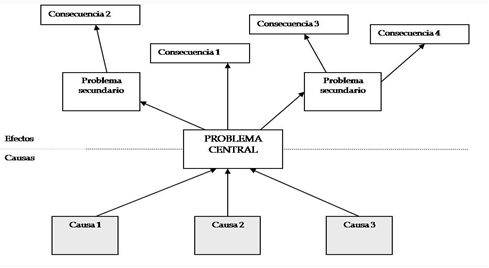 Consecuencia 2
Consecuencia 3
Consecuencia 4
Consecuencia 1
Problema
secundario
Problema
secundario
Efectos
PROBLEMA
CENTRAL
Causas
Causa 1
Causa 2
Causa 3